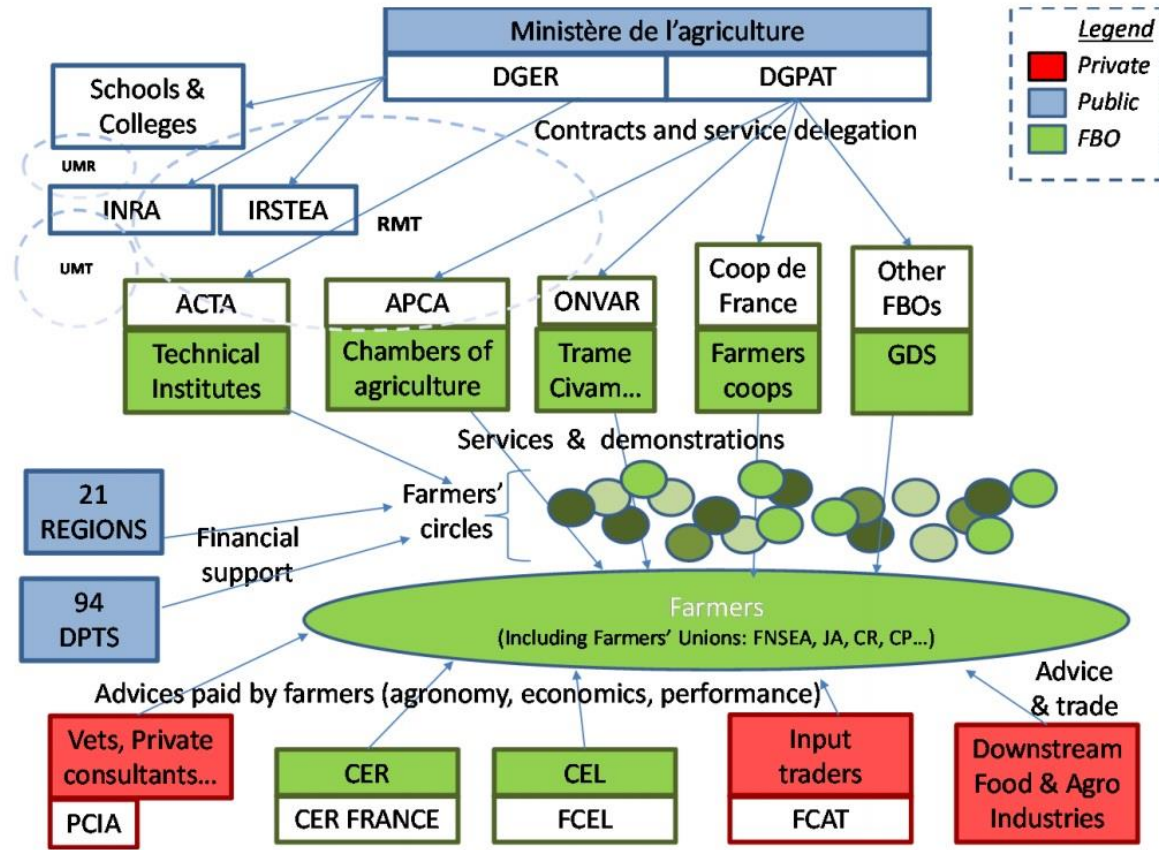 Ministère de l'agriculture
DGER
DGPAT
Legend
Private
Public
FBO
Schools &
Colleges
Contracts and service delegation
UMR
INRA
IRSTEA
RMT
UMT
ACTA
APCA
ONVAR
Coop de
France
Other
FBOs
Technical
Institutes
Chambers of
agriculture
Trame
Civam...
Farmers
coops
GDS
Services & demonstrations
21
REGIONS
Farmers'
circles
Financial
support
94
DPTS
Farmers
(Including Farmers' Unions: FNSEA, JA, CR, CP...)
Advices paid by farmers (agronomy, economics, performance)
Advice
& trade
Vets, Private
consultants...
PCIA
CER
CER FRANCE
CEL
FCEL
Input
traders
FCAT
Downstream
Food & Agro
Industries